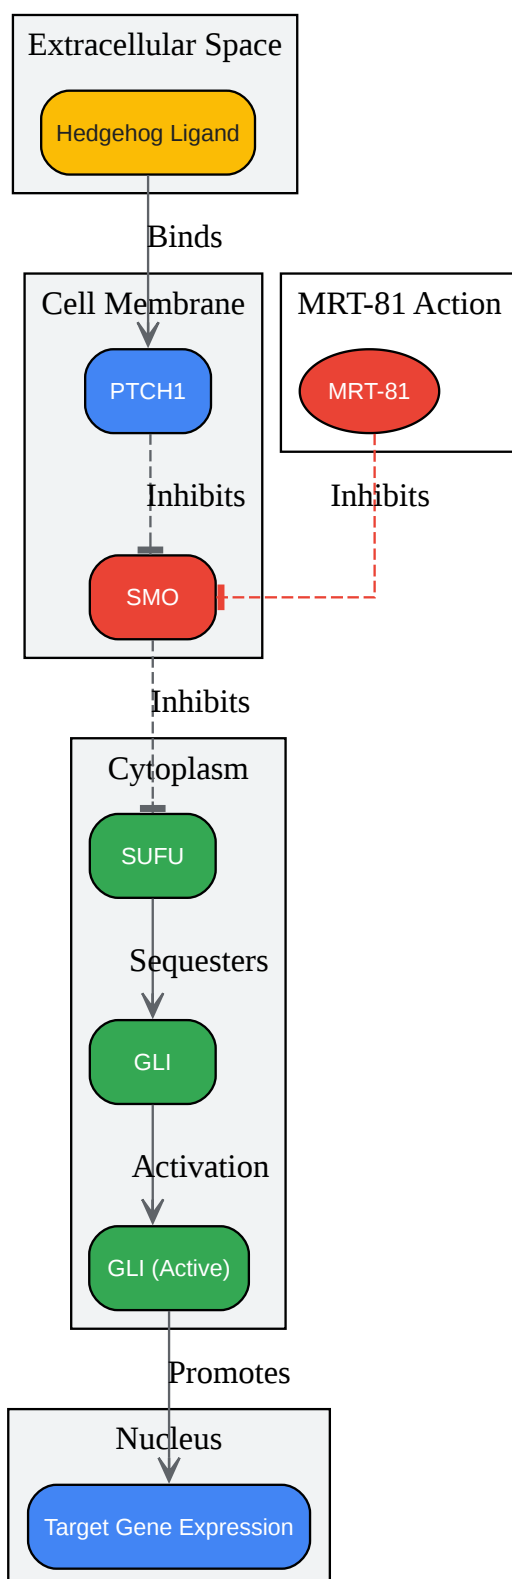 Extracellular Space
Hedgehog Ligand
Binds
Cell Membrane
MRT-81 Action
PTCH1
MRT-81
Inhibits
Inhibits
SMO
Inhibits
Cytoplasm
SUFU
Sequesters
GLI
Activation
GLI (Active)
Promotes
Nucleus
Target Gene Expression